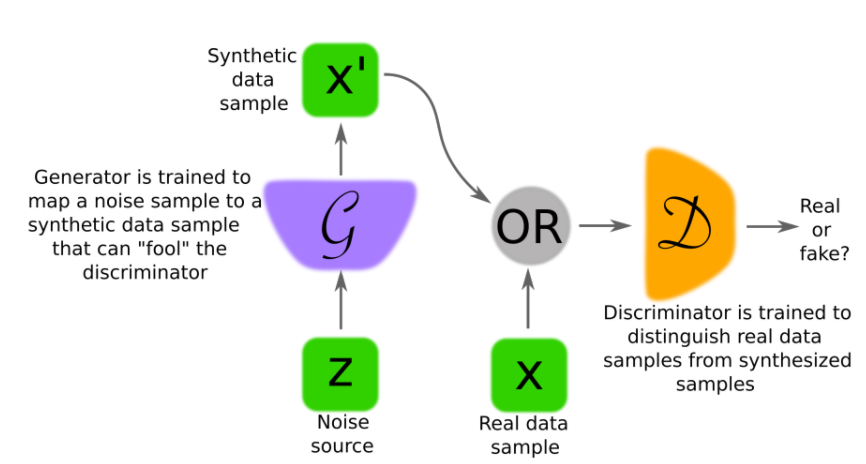 Synthetic
data
sample
x'
Generator is trained to
map a noise sample to a
synthetic data sample
that can "fool" the
discriminator
G
z
Noise
source
OR
x
Real data
sample
D
Real
or
fake?
Discriminator is trained to
distinguish real data
samples from synthesized
samples